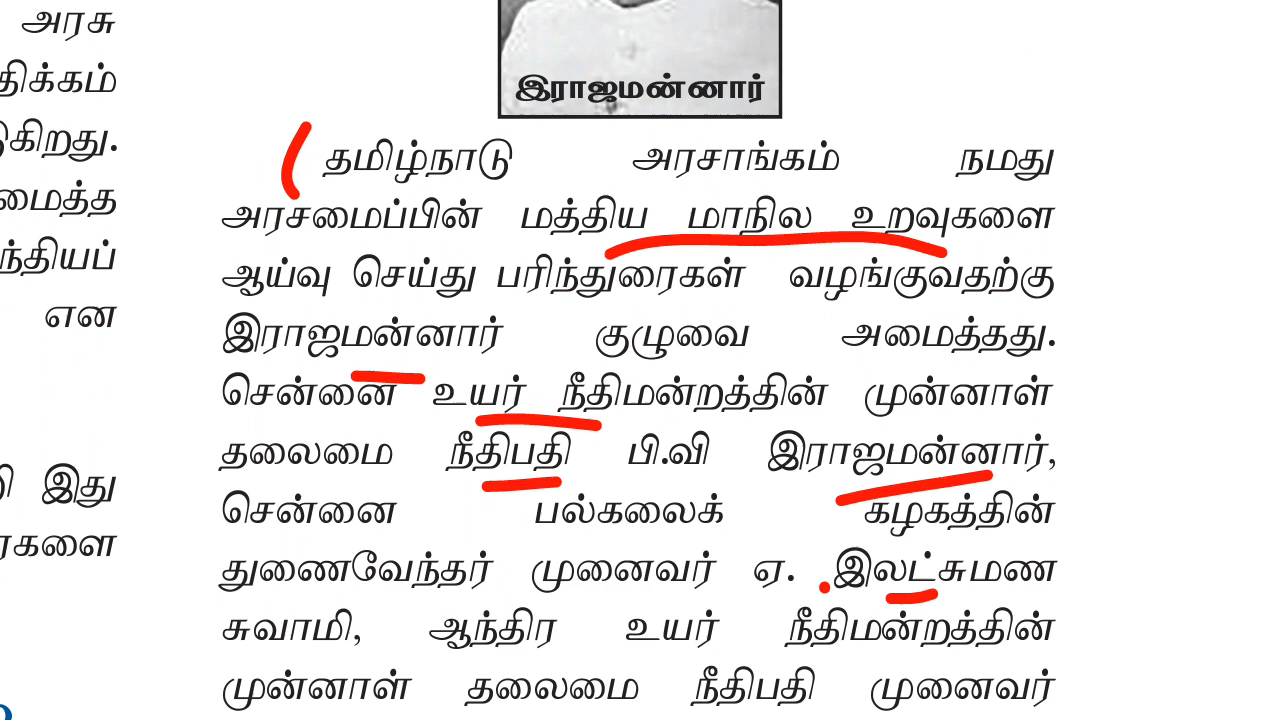 அரசு
திக்கம்
கிறது.
மைத்த
ந்தியப்
என
இது
ர்களை
இராஜமன்னார்
தமிழ்நாடு அரசாங்கம் நமது
அரசமைப்பின் மத்திய மாநில உறவுகளை
ஆய்வு செய்து பரிந்துரைகள் வழங்குவதற்கு
இராஜமன்னார் குழுவை அமைத்தது.
சென்னை உயர் நீதிமன்றத்தின் முன்னாள்
தலைமை நீதிபதி பி.வி இராஜமன்னார்,
சென்னை பல்கலைக் கழகத்தின்
துணைவேந்தர் முனைவர் ஏ. இலட்சுமண
சுவாமி, ஆந்திர உயர் நீதிமன்றத்தின்
முன்னாள் தலைமை நீதிபதி முனைவர்